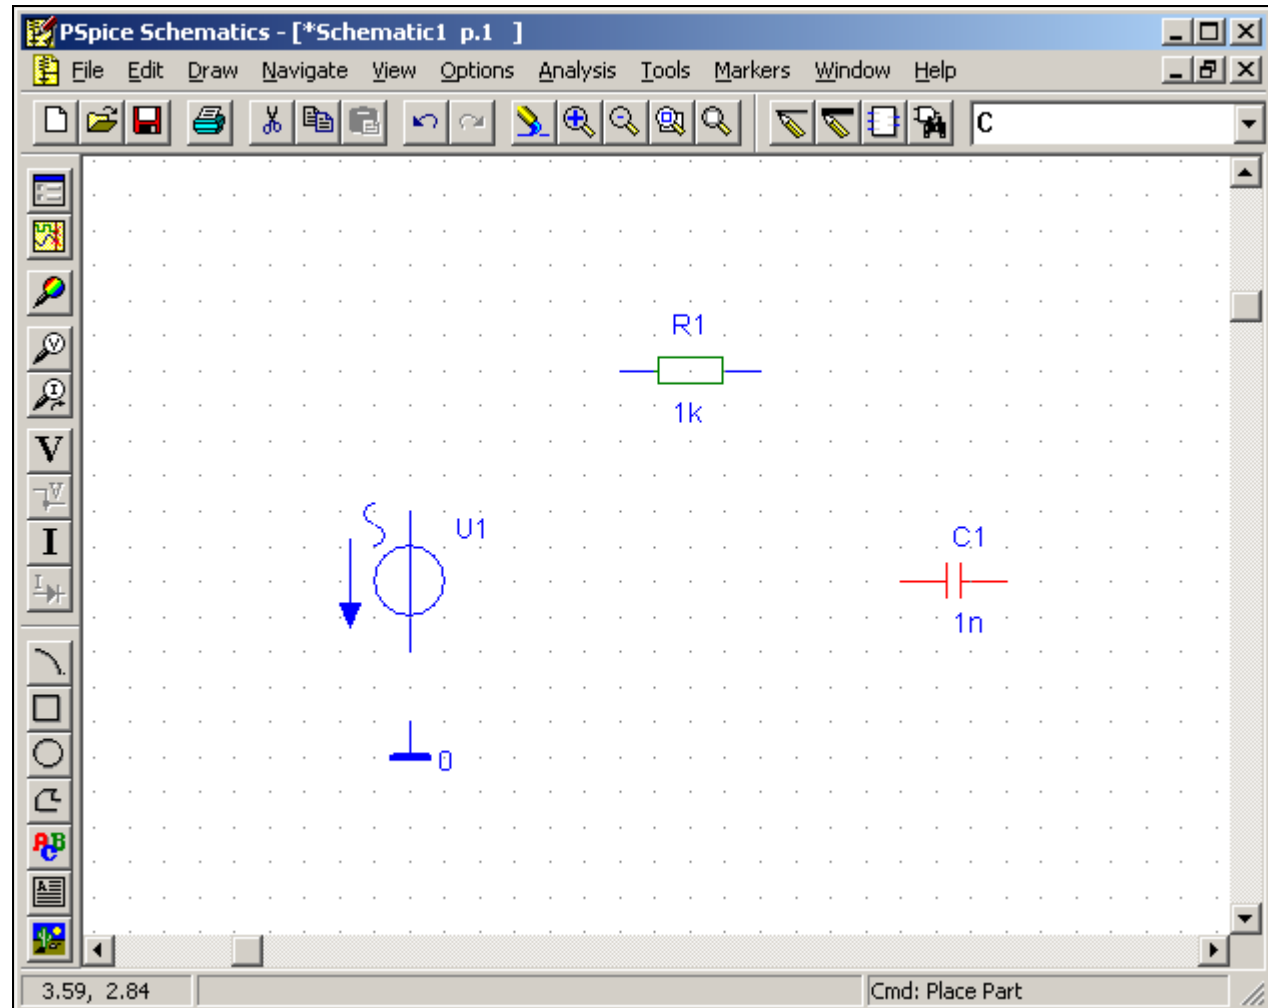 PSpice Schematics - [*Schematic1 p.1 ]
File Edit Draw Navigate View Options Analysis Tools Markers Window Help
C
R1
1k
U1
C1
1n
0
V
I
ABC
3.59, 2.84
Cmd: Place Part